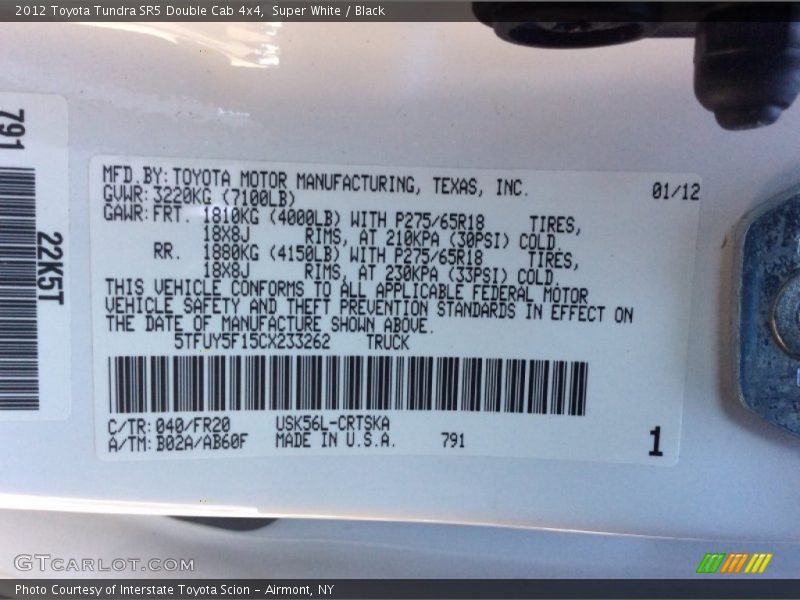 2012 Toyota Tundra SR5 Double Cab 4x4, Super White / Black
791
22K5T
MFD.BY:TOYOTA MOTOR MANUFACTURING, TEXAS, INC. 01/12
GVWR:3220KG (7100LB)
GAWR:FRT. 1810KG (4000LB) WITH P275/65R18 TIRES,
18X8J RIMS, AT 210KPA (30PSI) COLD.
RR. 1880KG (4150LB) WITH P275/65R18 TIRES,
18X8J RIMS, AT 230KPA (33PSI) COLD.
THIS VEHICLE CONFORMS TO ALL APPLICABLE FEDERAL MOTOR
VEHICLE SAFETY AND THEFT PREVENTION STANDARDS IN EFFECT ON
THE DATE OF MANUFACTURE SHOWN ABOVE.
5TFUY5F15CX233262 TRUCK
C/TR:040/FR20 USK56L-CRTSKA
A/TM:B02A/AB60F MADE IN U.S.A. 791
1
GTCARLOT.COM
Photo Courtesy of Interstate Toyota Scion - Airmont, NY